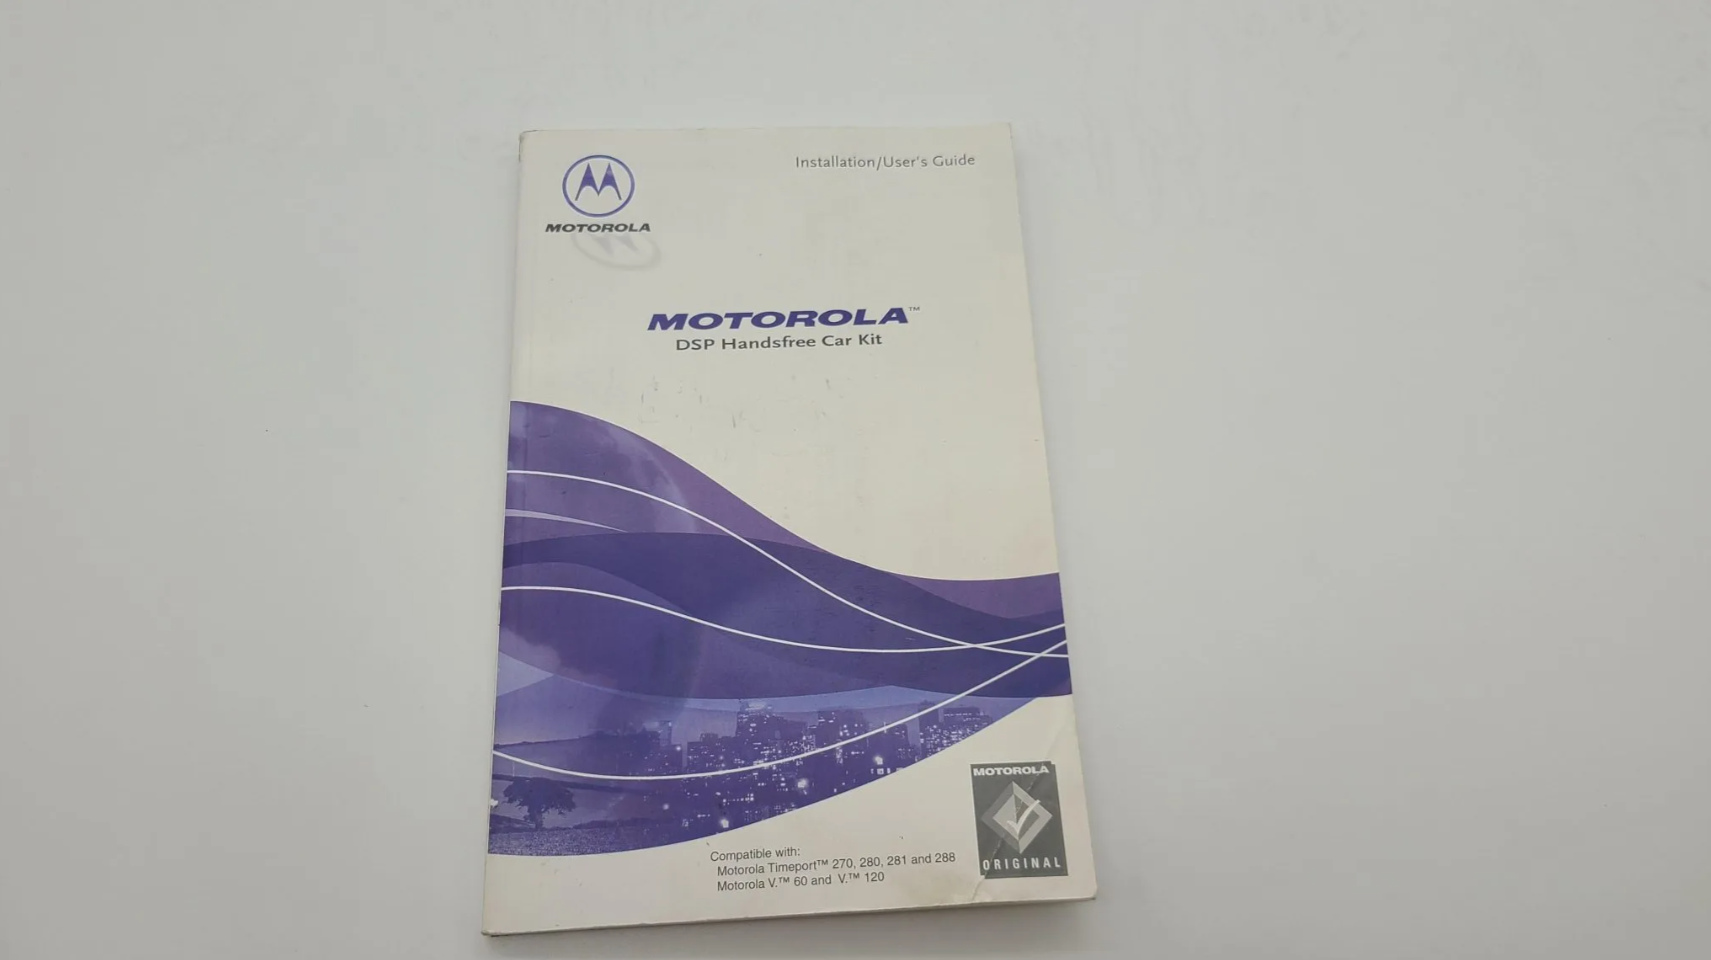 Installation/User's Guide
MOTOROLA
MOTOROLA™
DSP Handsfree Car Kit
Compatible with:
Motorola Timeport™ 270, 280, 281 and 288
Motorola V.™ 60 and V.™ 120
MOTOROLA
ORIGINAL